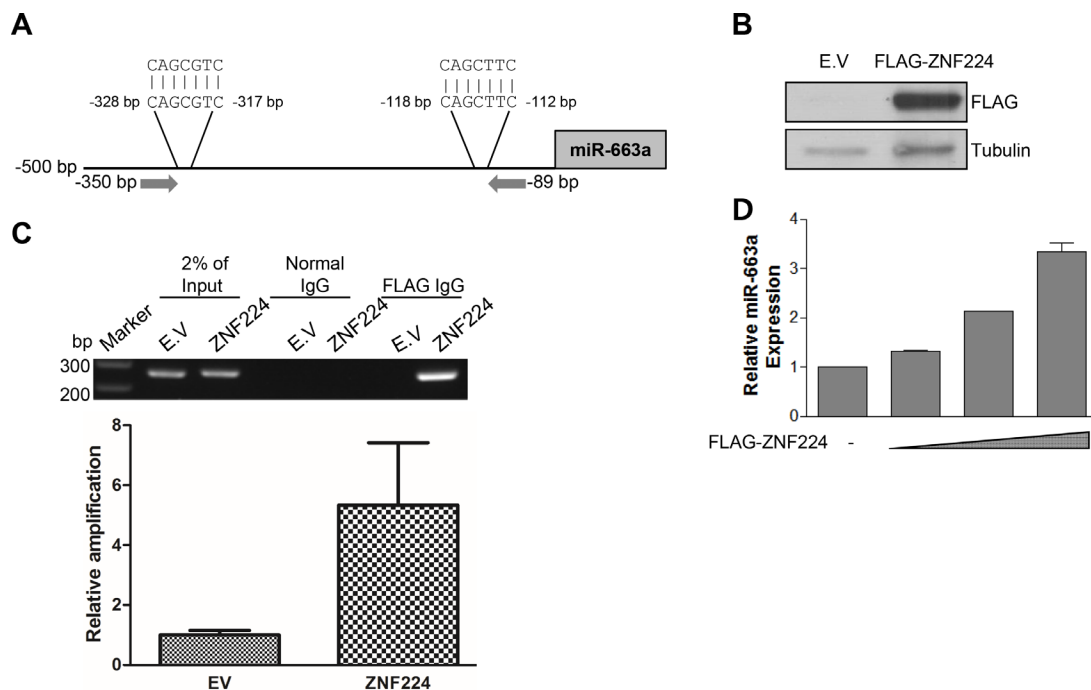 A
CAGCGTC
CAGCTTC
-328 bp CAGCGTC -317 bp
-118 bp CAGCTTC -112 bp
-500 bp
miR-663a
-350 bp
-89 bp
B
E.V FLAG-ZNF224
FLAG
Tubulin
C
2% of Input
Normal IgG
FLAG IgG
bp Marker E.V ZNF224 E.V ZNF224 E.V ZNF224
300
200
Relative amplification
8
6
4
2
0
EV ZNF224
D
Relative miR-663a
Expression
4
3
2
1
0
FLAG-ZNF224 -